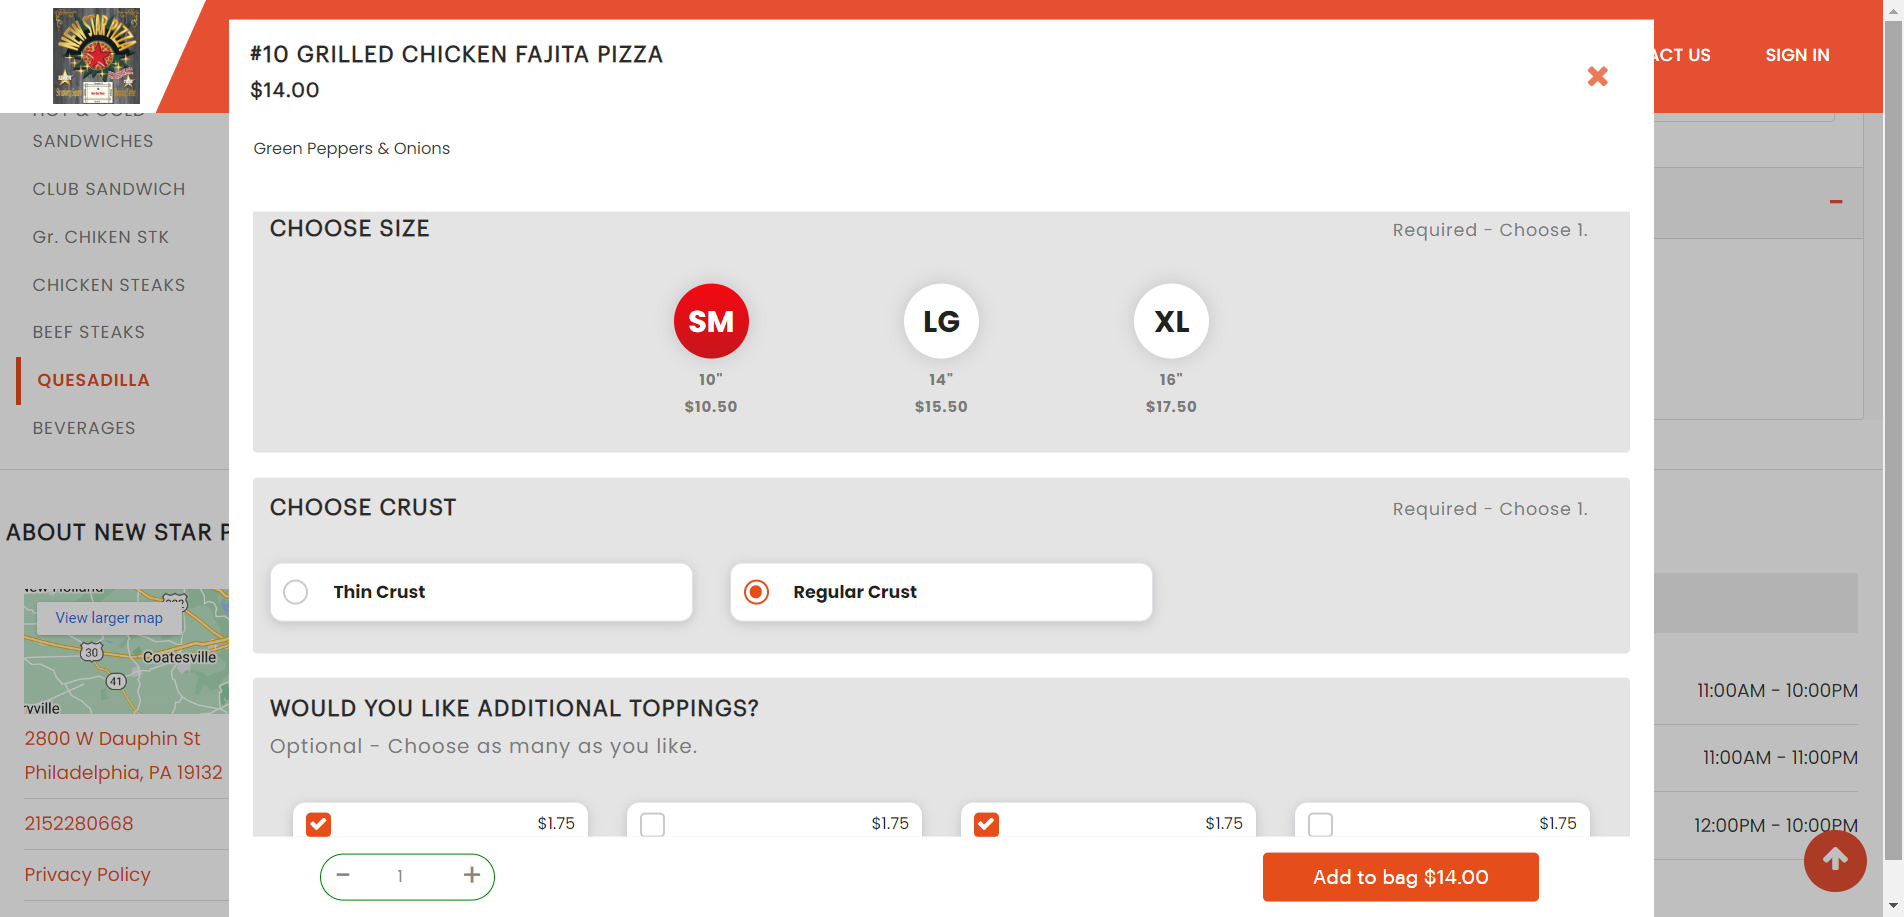 NEW STAR PIZZA
ACT US
SIGN IN
#10 GRILLED CHICKEN FAJITA PIZZA
$14.00
Green Peppers & Onions
HOT & COLD
SANDWICHES
CLUB SANDWICH
Gr. CHIKEN STK
CHICKEN STEAKS
BEEF STEAKS
QUESADILLA
BEVERAGES
CHOOSE SIZE
Required - Choose 1.
SM
LG
XL
10"
14"
16"
$10.50
$15.50
$17.50
CHOOSE CRUST
Required - Choose 1.
Thin Crust
Regular Crust
WOULD YOU LIKE ADDITIONAL TOPPINGS?
Optional - Choose as many as you like.
$1.75
$1.75
$1.75
$1.75
1
Add to bag $14.00
ABOUT NEW STAR P
New Holland
View larger map
30
Coatesville
41
2800 W Dauphin St
Philadelphia, PA 19132
2152280668
Privacy Policy
11:00AM - 10:00PM
11:00AM - 11:00PM
12:00PM - 10:00PM